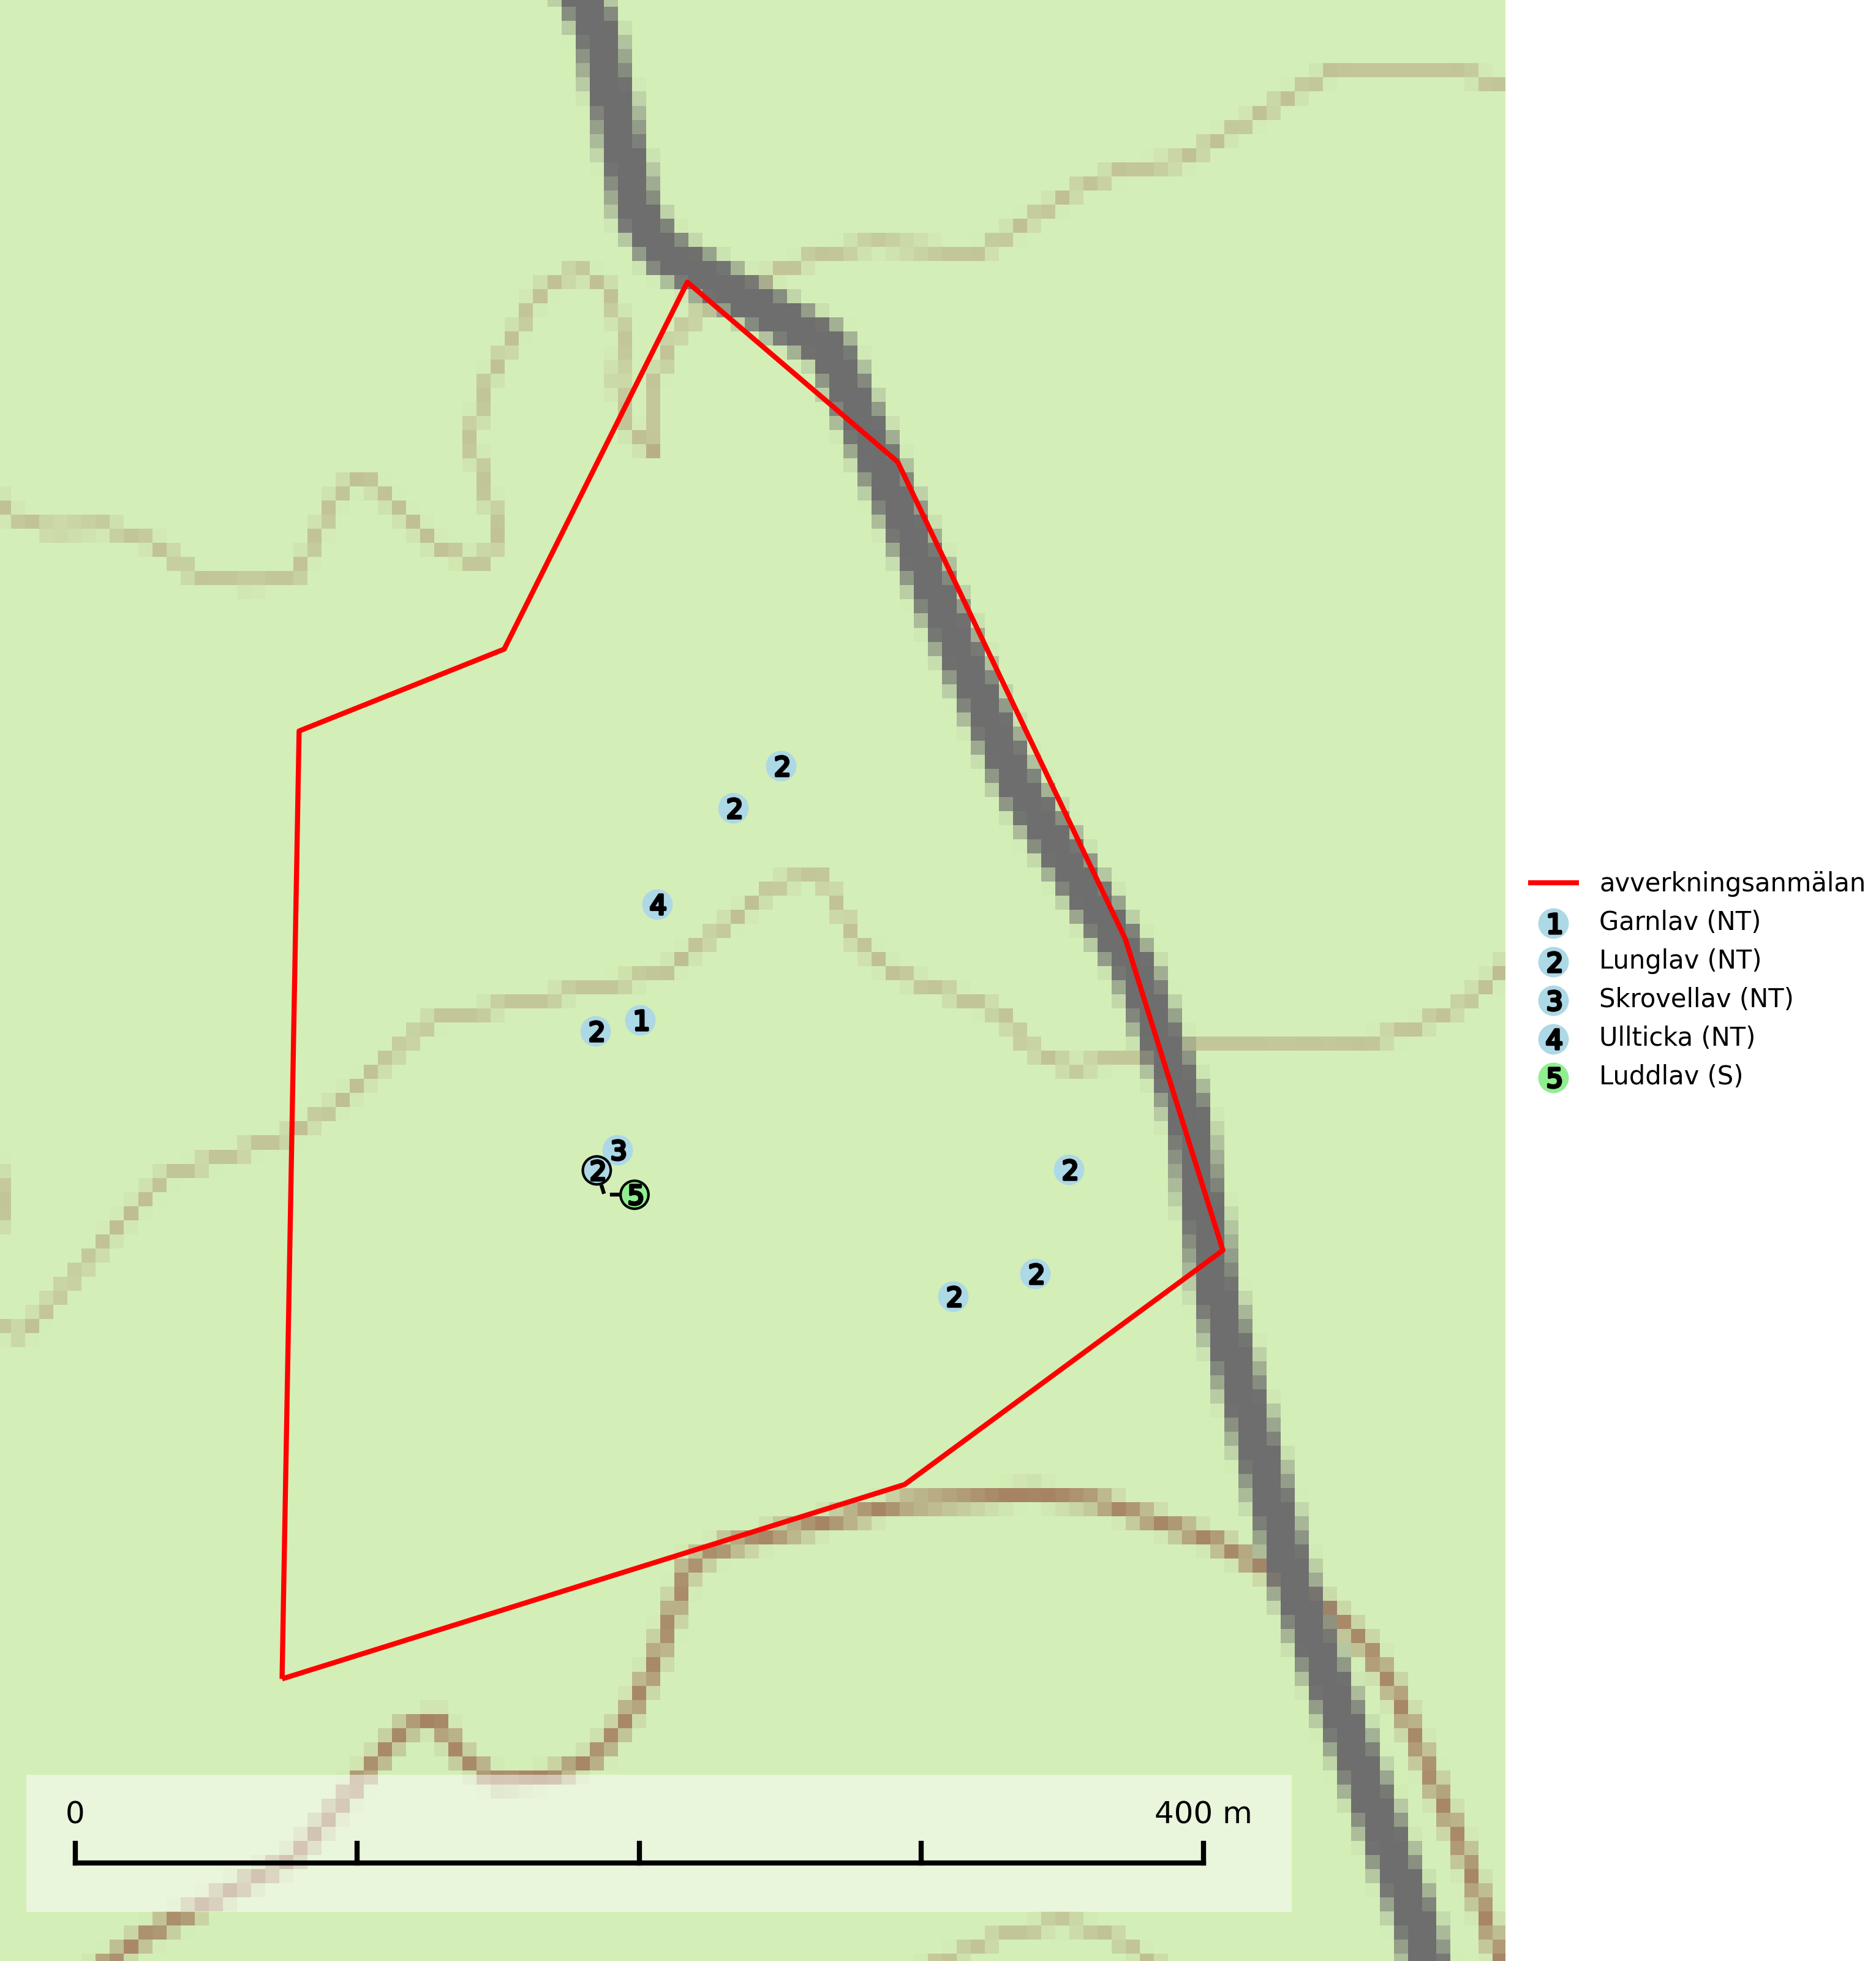 2
2
4
2 1
3
2 2
5
2
2
avverkningsanmälan
1 Garnlav (NT)
2 Lunglav (NT)
3 Skrovellav (NT)
4 Ullticka (NT)
5 Luddlav (S)
0 400 m